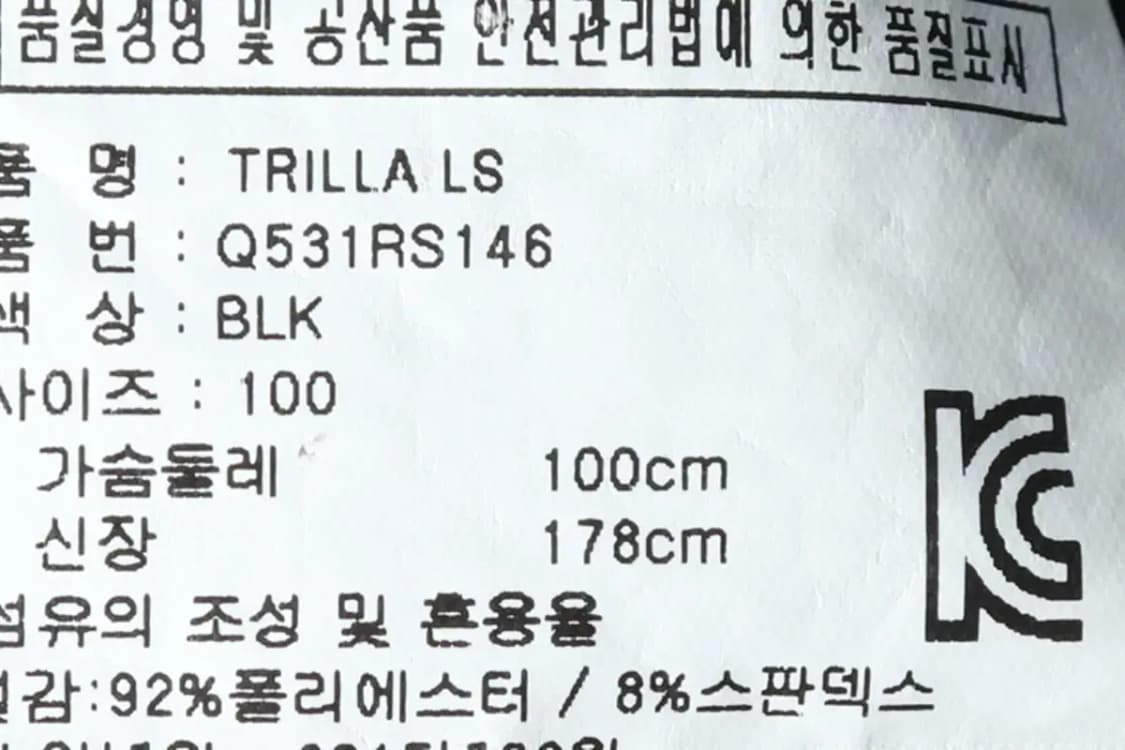 품질경영 및 공산품 안전관리법에 의한 품질표시
품 명 : TRILLA LS
품 번 : Q531RS146
색 상 : BLK
사이즈 : 100
가슴둘레 100cm
신장 178cm
섬유의 조성 및 혼용율
겉감:92%폴리에스터 / 8%스판덱스
KC